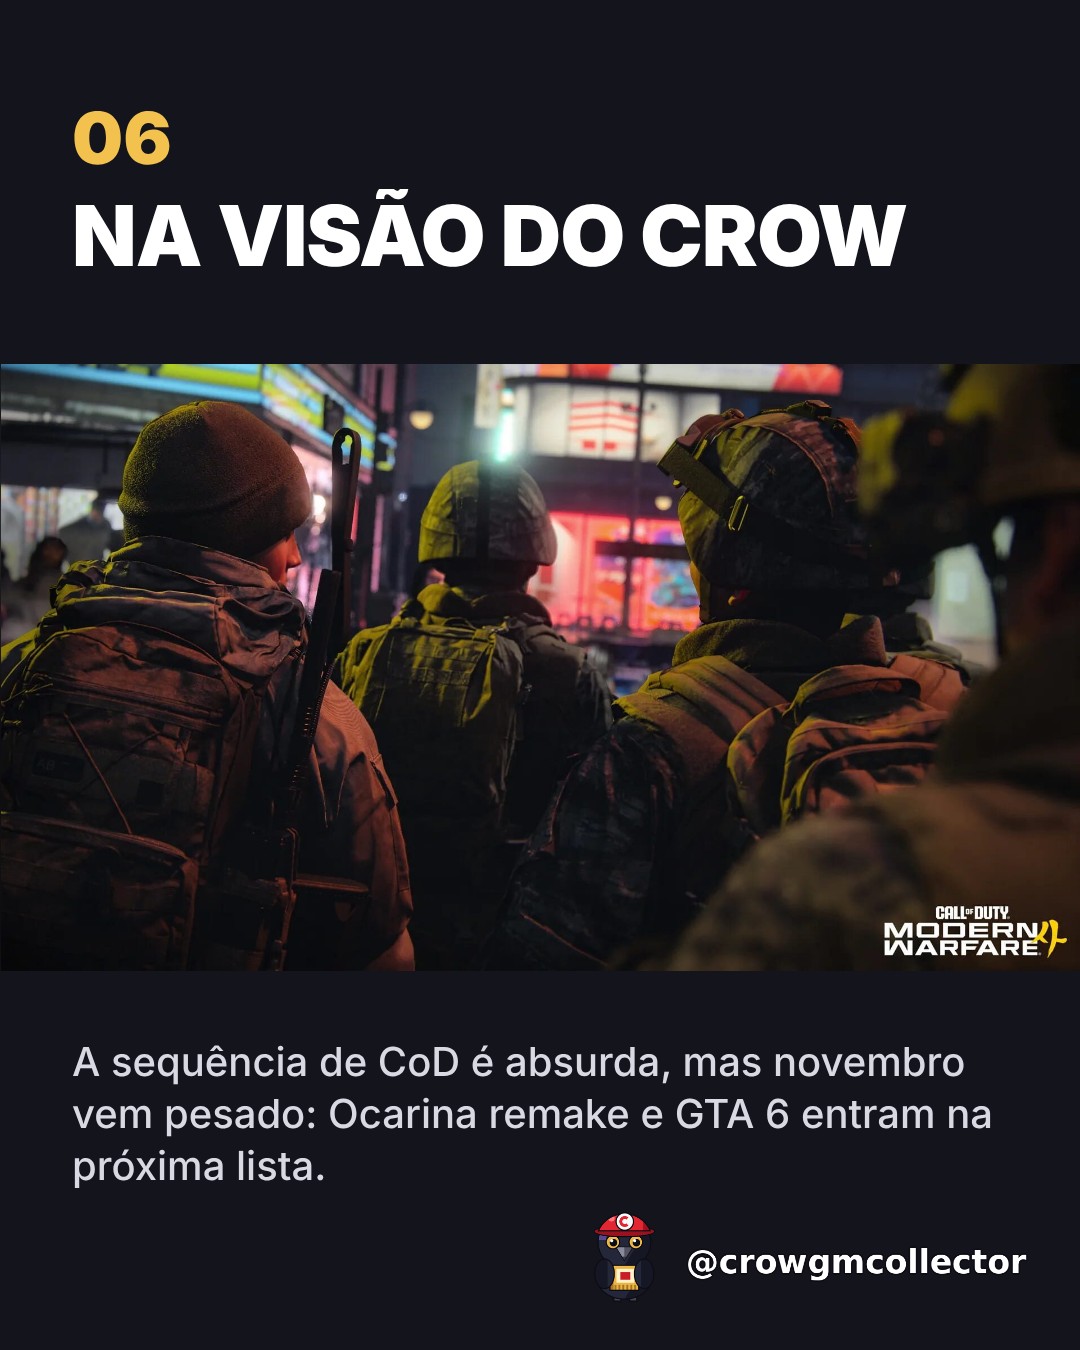 06
NA VISÃO DO CROW
CALL OF DUTY
MODERN
WARFARE 4
A sequência de CoD é absurda, mas novembro
vem pesado: Ocarina remake e GTA 6 entram na
próxima lista.
C
@crowgmcollector